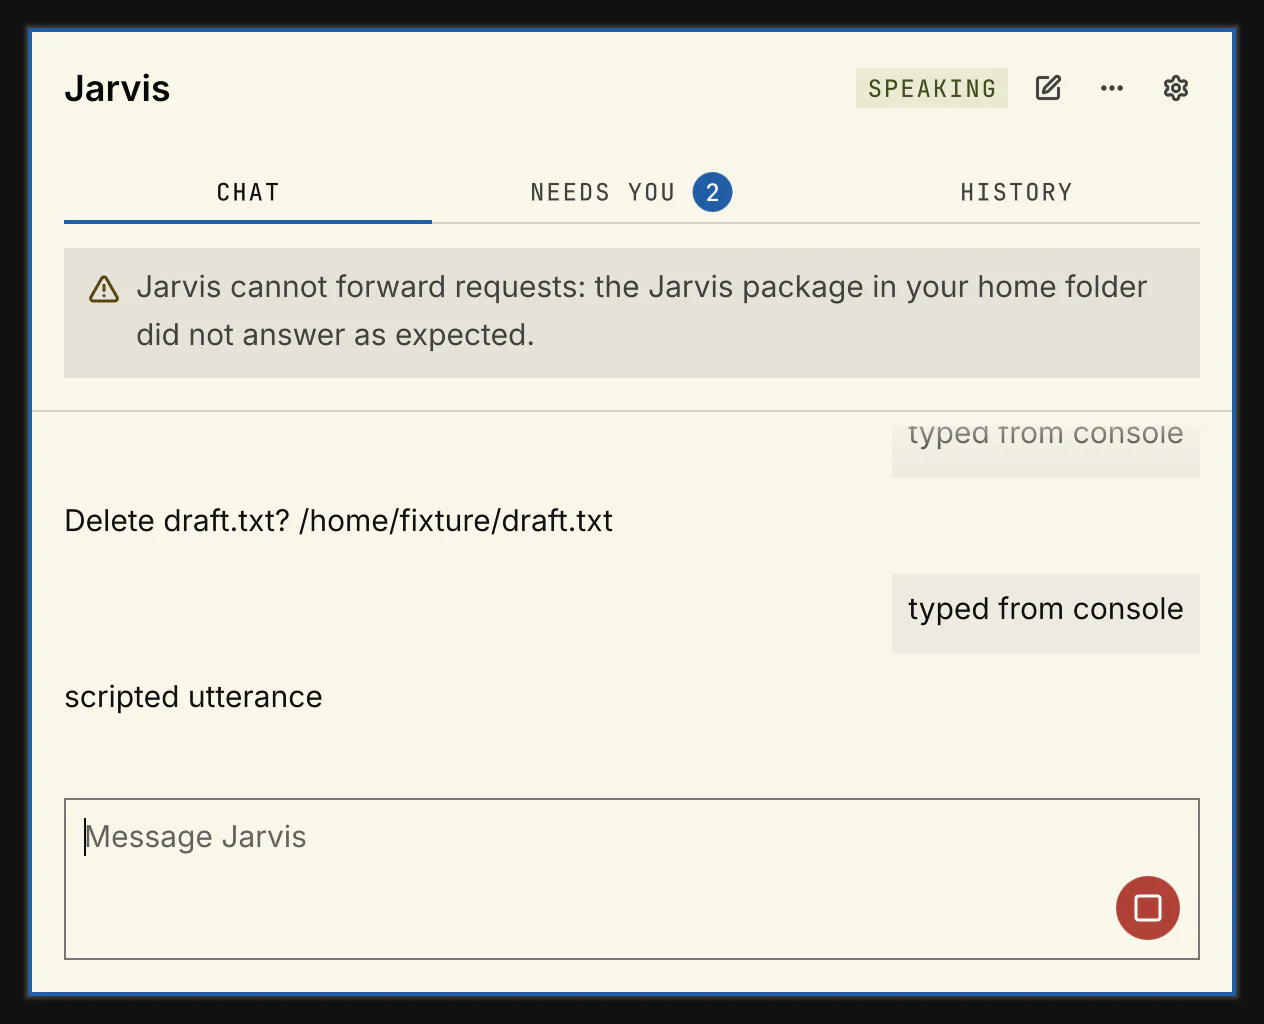 Jarvis
SPEAKING
CHAT
NEEDS YOU 2
HISTORY
Jarvis cannot forward requests: the Jarvis package in your home folder
did not answer as expected.
typed from console
Delete draft.txt? /home/fixture/draft.txt
typed from console
scripted utterance
Message Jarvis